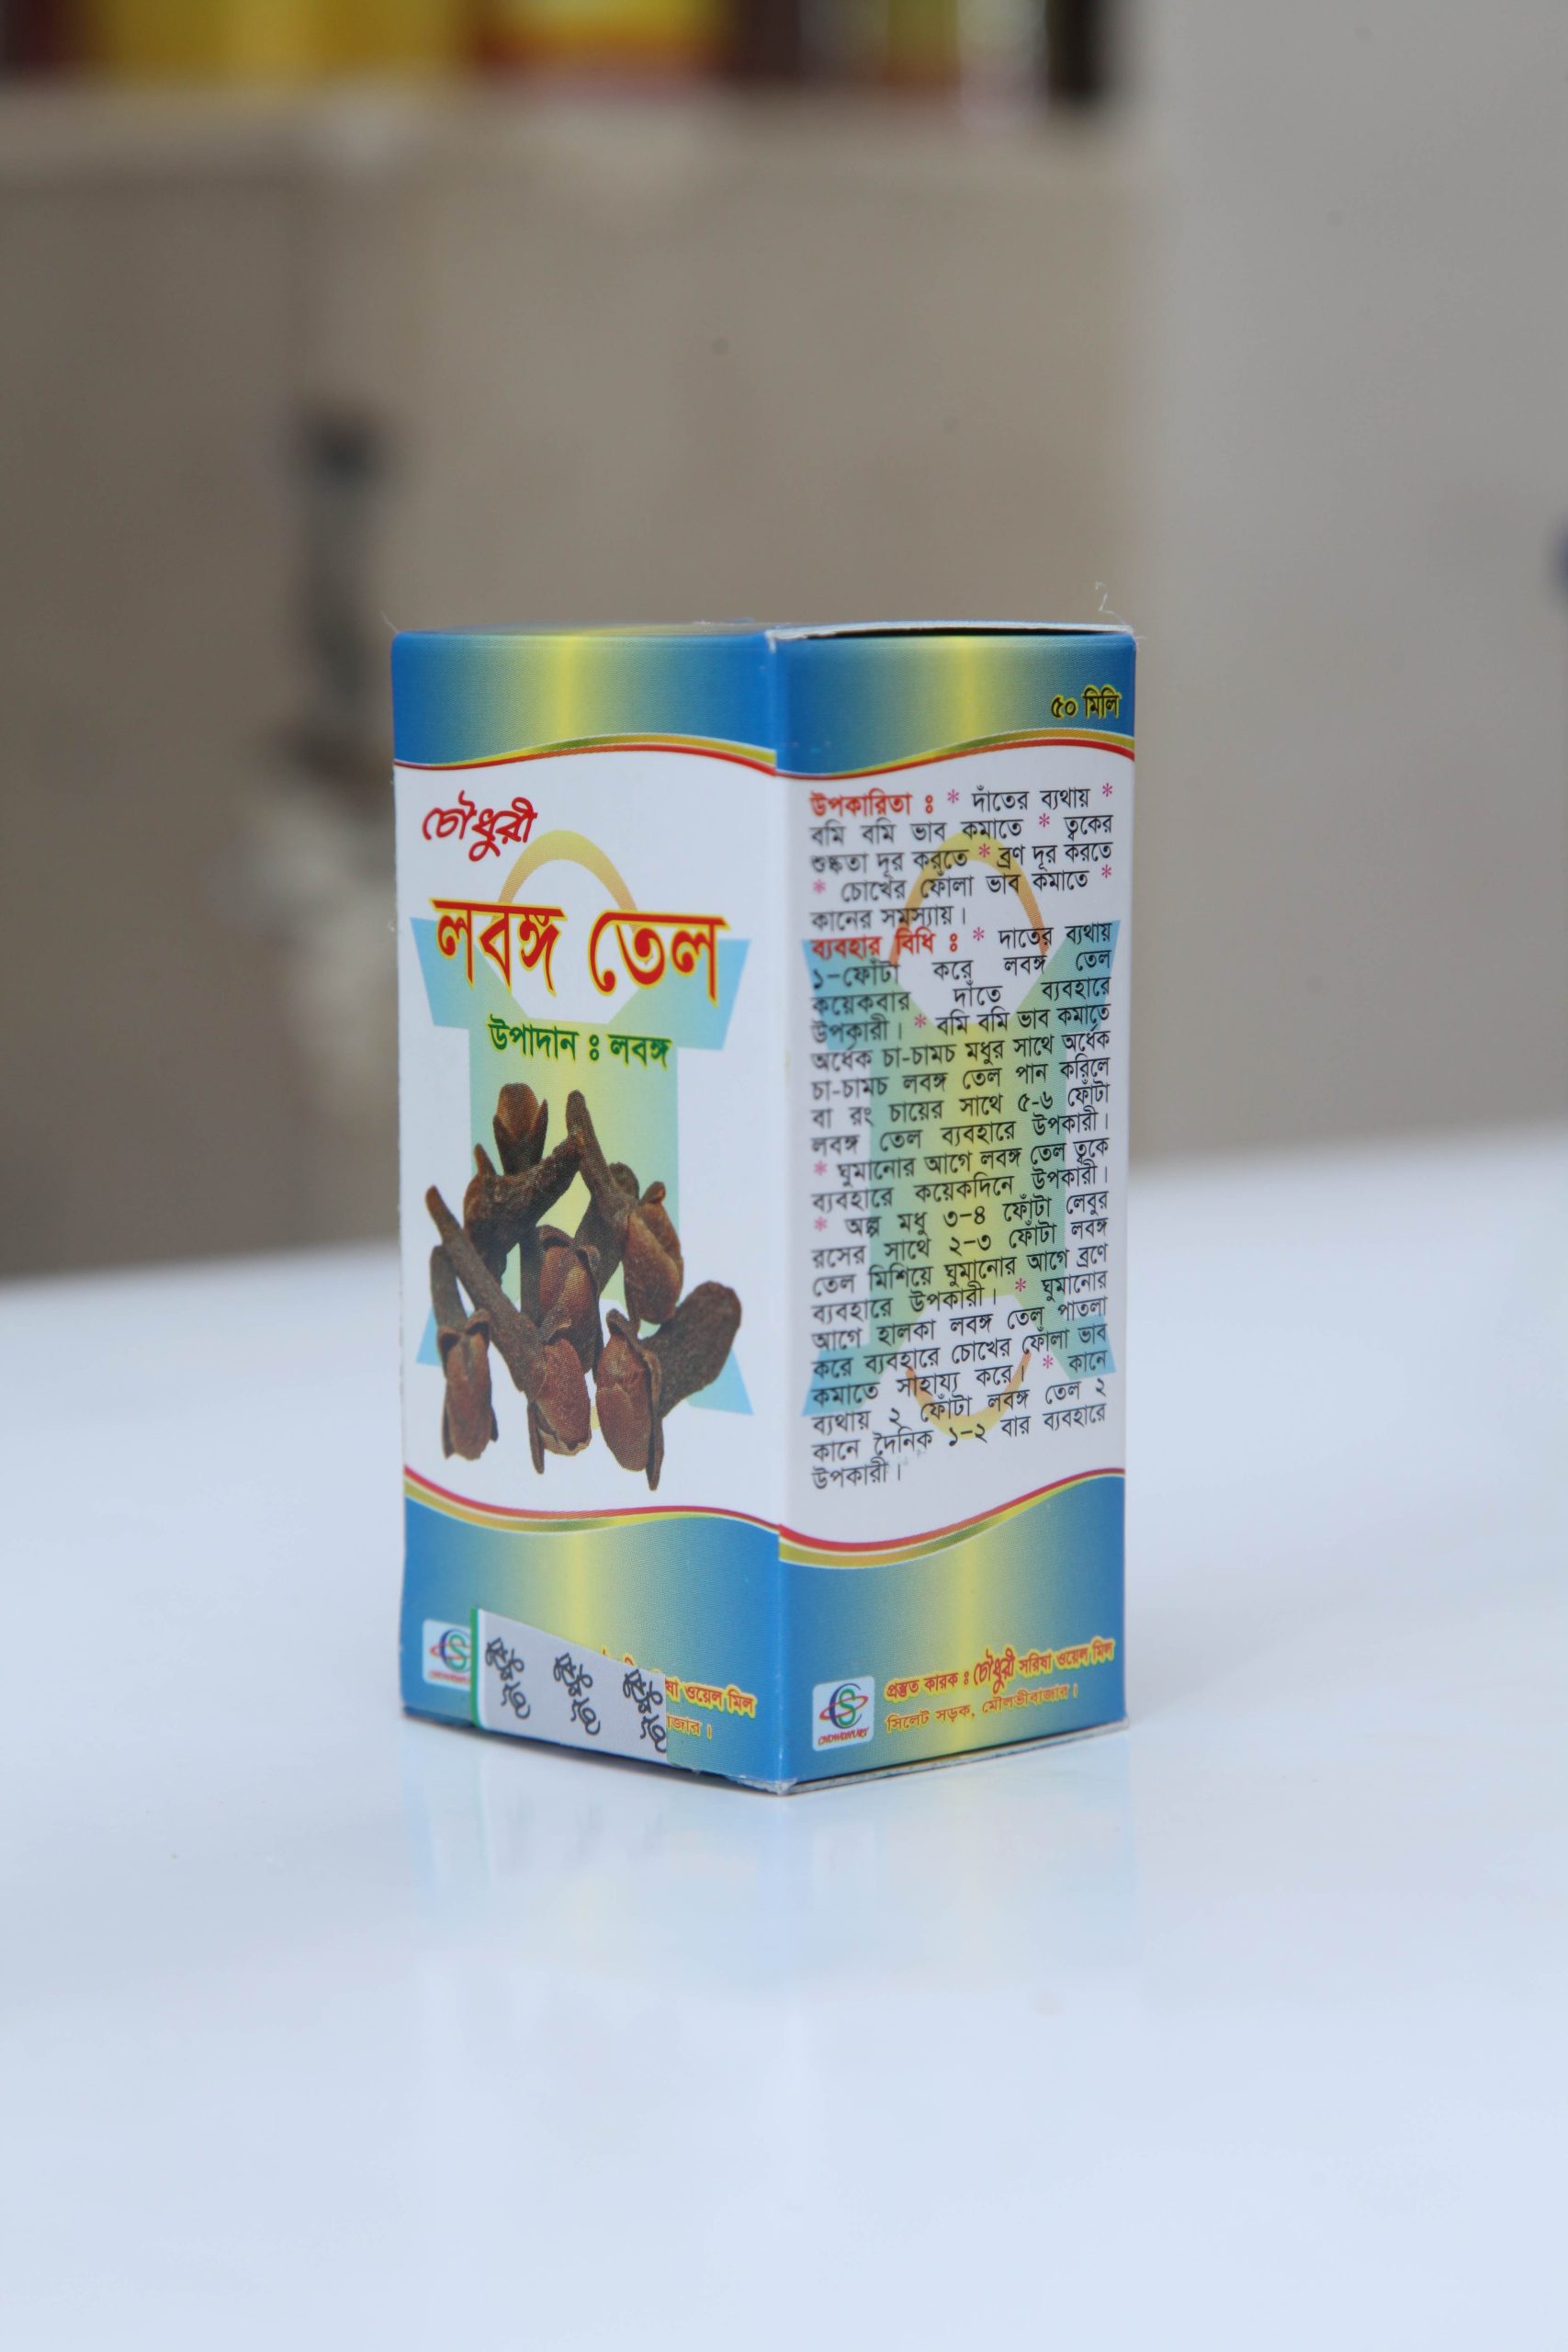 চৌধুরী
লবঙ্গ তেল
উপাদান ঃ লবঙ্গ
ষা ওয়েল মিল
জার।
৫০ মিলি
উপকারিতা ঃ * দাঁতের ব্যথায় *
বমি বমি ভাব কমাতে * ত্বকের
শুষ্কতা দূর করতে * ব্রণ দূর করতে
* চোখের ফোঁলা ভাব কমাতে *
কানের সমস্যায়।
ব্যবহার বিধি ঃ * দাতের ব্যথায়
১-ফোঁটা করে লবঙ্গ তেল
কয়েকবার দাঁতে ব্যবহারে
উপকারী। * বমি বমি ভাব কমাতে
অর্ধেক চা-চামচ মধুর সাথে অর্ধেক
চা-চামচ লবঙ্গ তেল পান করিলে
বা রং চায়ের সাথে ৫-৬ ফোঁটা
লবঙ্গ তেল ব্যবহারে উপকারী।
* ঘুমানোর আগে লবঙ্গ তেল ত্বকে
ব্যবহারে কয়েকদিনে উপকারী।
* অল্প মধু ৩-৪ ফোঁটা লেবুর
রসের সাথে ২-৩ ফোঁটা লবঙ্গ
তেল মিশিয়ে ঘুমানোর আগে ব্রণে
ব্যবহারে উপকারী। * ঘুমানোর
আগে হালকা লবঙ্গ তেল পাতলা
করে ব্যবহারে চোখের ফোঁলা ভাব
কমাতে সাহায্য করে। * কানে
ব্যথায় ২ ফোঁটা লবঙ্গ তেল ২
কানে দৈনিক ১-২ বার ব্যবহারে
উপকারী।
প্রস্তুত কারক ঃ চৌধুরী সরিষা ওয়েল মিল
সিলেট সড়ক, মৌলভীবাজার।
CHOWDHURY